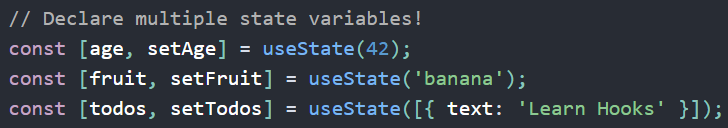 // Declare multiple state variables!
const [age, setAge] = useState(42);
const [fruit, setFruit] = useState('banana');
const [todos, setTodos] = useState([{ text: 'Learn Hooks' }]);